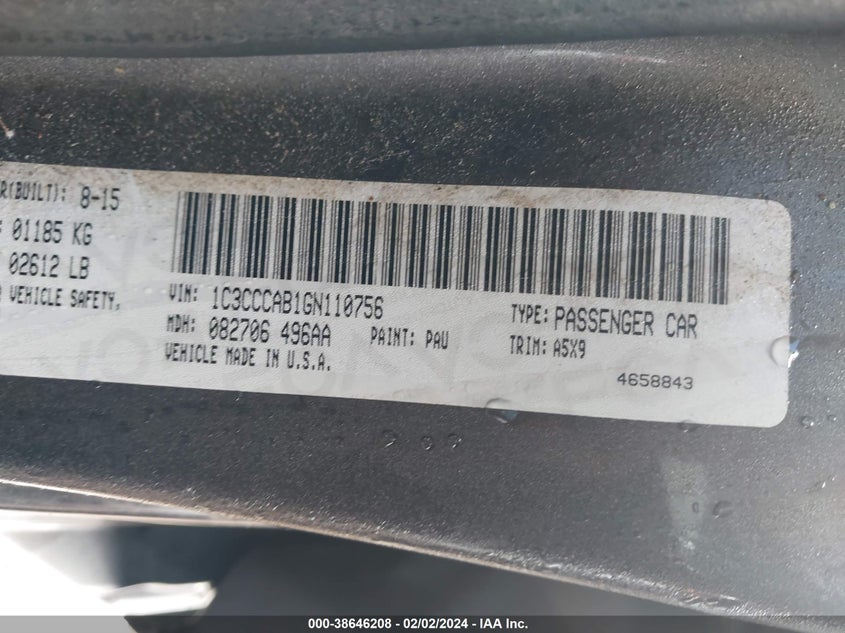 R(BUILT): 8-15
01185 KG
02612 LB
VEHICLE SAFETY,
VIN: 1C3CCCAB1GN110756
MDH: 082706 496AA
PAINT: PAU
VEHICLE MADE IN U.S.A.
TYPE: PASSENGER CAR
TRIM: A5X9
4658843
000-38646208 - 02/02/2024 - IAA Inc.